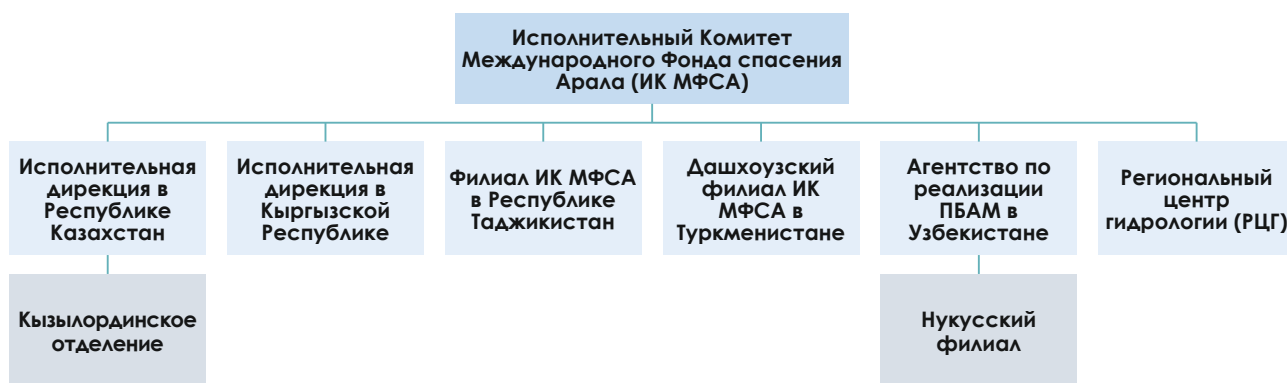 Исполнительный Комитет
Международного Фонда спасения
Арала (ИК МФСА)
Исполнительная
дирекция в
Республике
Казахстан
Исполнительная
дирекция в
Кыргызской
Республике
Филиал ИК МФСА
в Республике
Таджикистан
Дашхоузский
филиал ИК
МФСА в
Туркменистане
Агентство по
реализации
ПБАМ в
Узбекистане
Региональный
центр
гидрологии (РЦГ)
Кызылординское
отделение
Нукусский
филиал